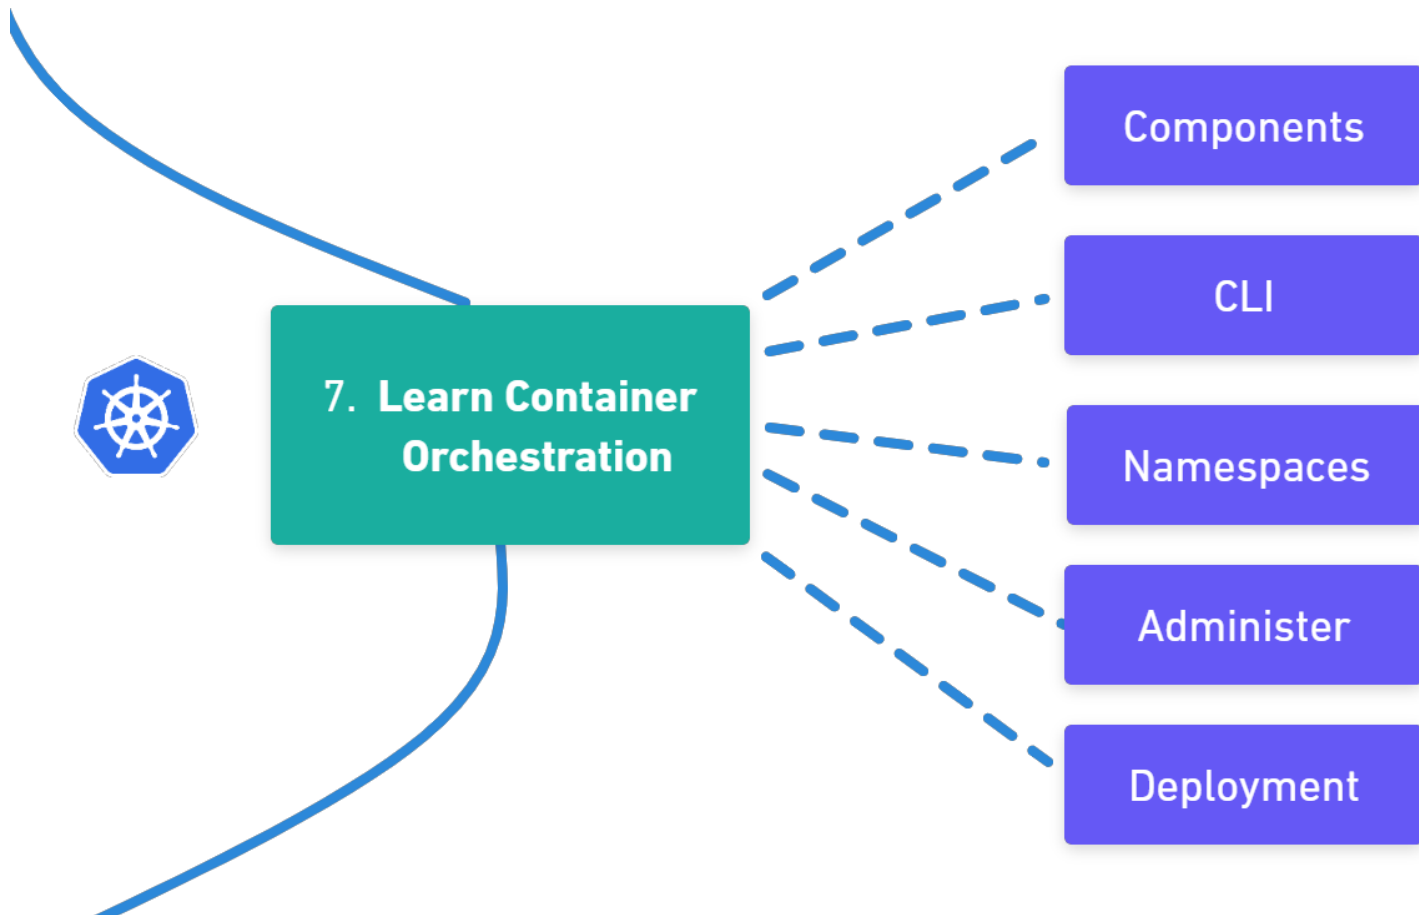 7. Learn Container
Orchestration
Components
CLI
Namespaces
Administer
Deployment